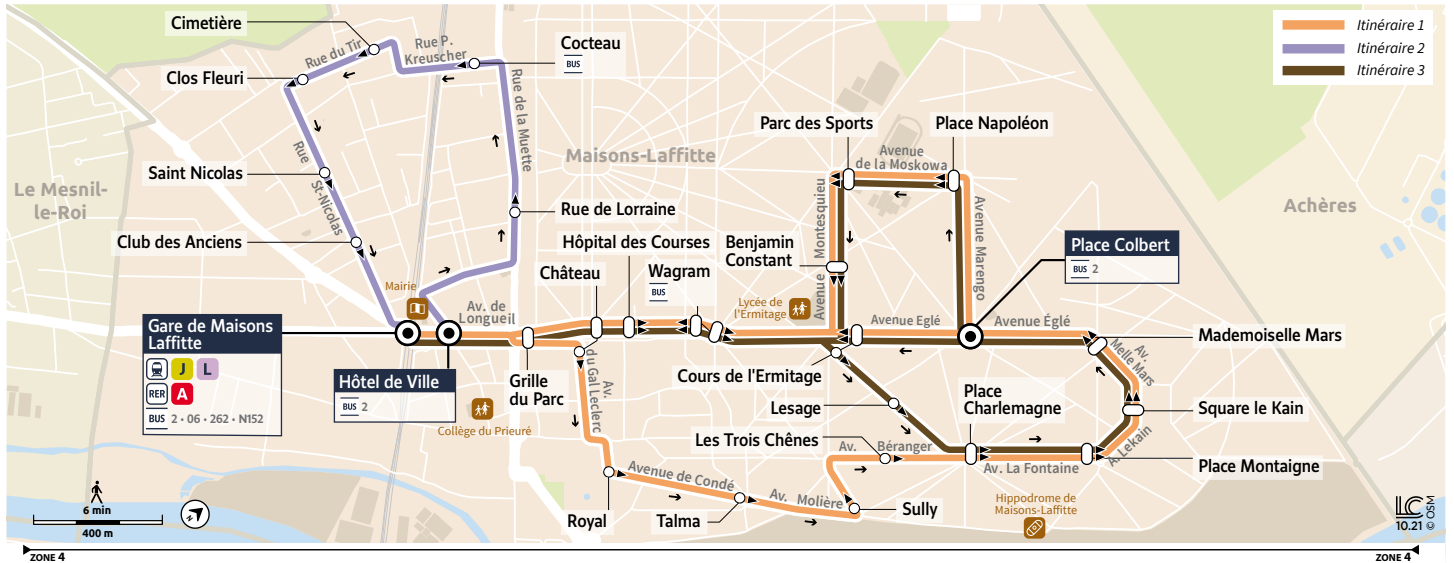 Cimetière
Rue du Tir
Rue P.
Kreuscher
Cocteau
BUS
Clos Fleuri
Rue de la Muette
Itinéraire 1
Itinéraire 2
Itinéraire 3
Parc des Sports
Place Napoléon
Avenue
de la Moskowa
Maisons-Laffitte
Saint Nicolas
Rue
St-Nicolas
Le Mesnil-
le-Roi
Achères
Rue de Lorraine
Club des Anciens
Hôpital des Courses
Benjamin
Constant
Avenue Montesquieu
Avenue Marengo
Place Colbert
BUS 2
Château
Wagram
BUS
Mairie
Lycée de
l'Ermitage
Av. de
Longueil
Avenue Eglé
Avenue Églé
Gare de Maisons
Laffitte
J L
RER A
BUS 2 • 06 • 262 • N152
Mademoiselle Mars
Av.
Melle Mars
Hôtel de Ville
BUS 2
Grille
du Parc
Av.
du Gal Leclerc
Cours de l'Ermitage
Lesage
Place
Charlemagne
Square le Kain
Collège du Prieuré
Les Trois Chênes
Av. Béranger
Av. La Fontaine
A. Lekain
Place Montaigne
Avenue de Condé
Av. Molière
Royal
Talma
Sully
Hippodrome de
Maisons-Laffitte
6 min
400 m
LC
10.21
© OSM
ZONE 4
ZONE 4